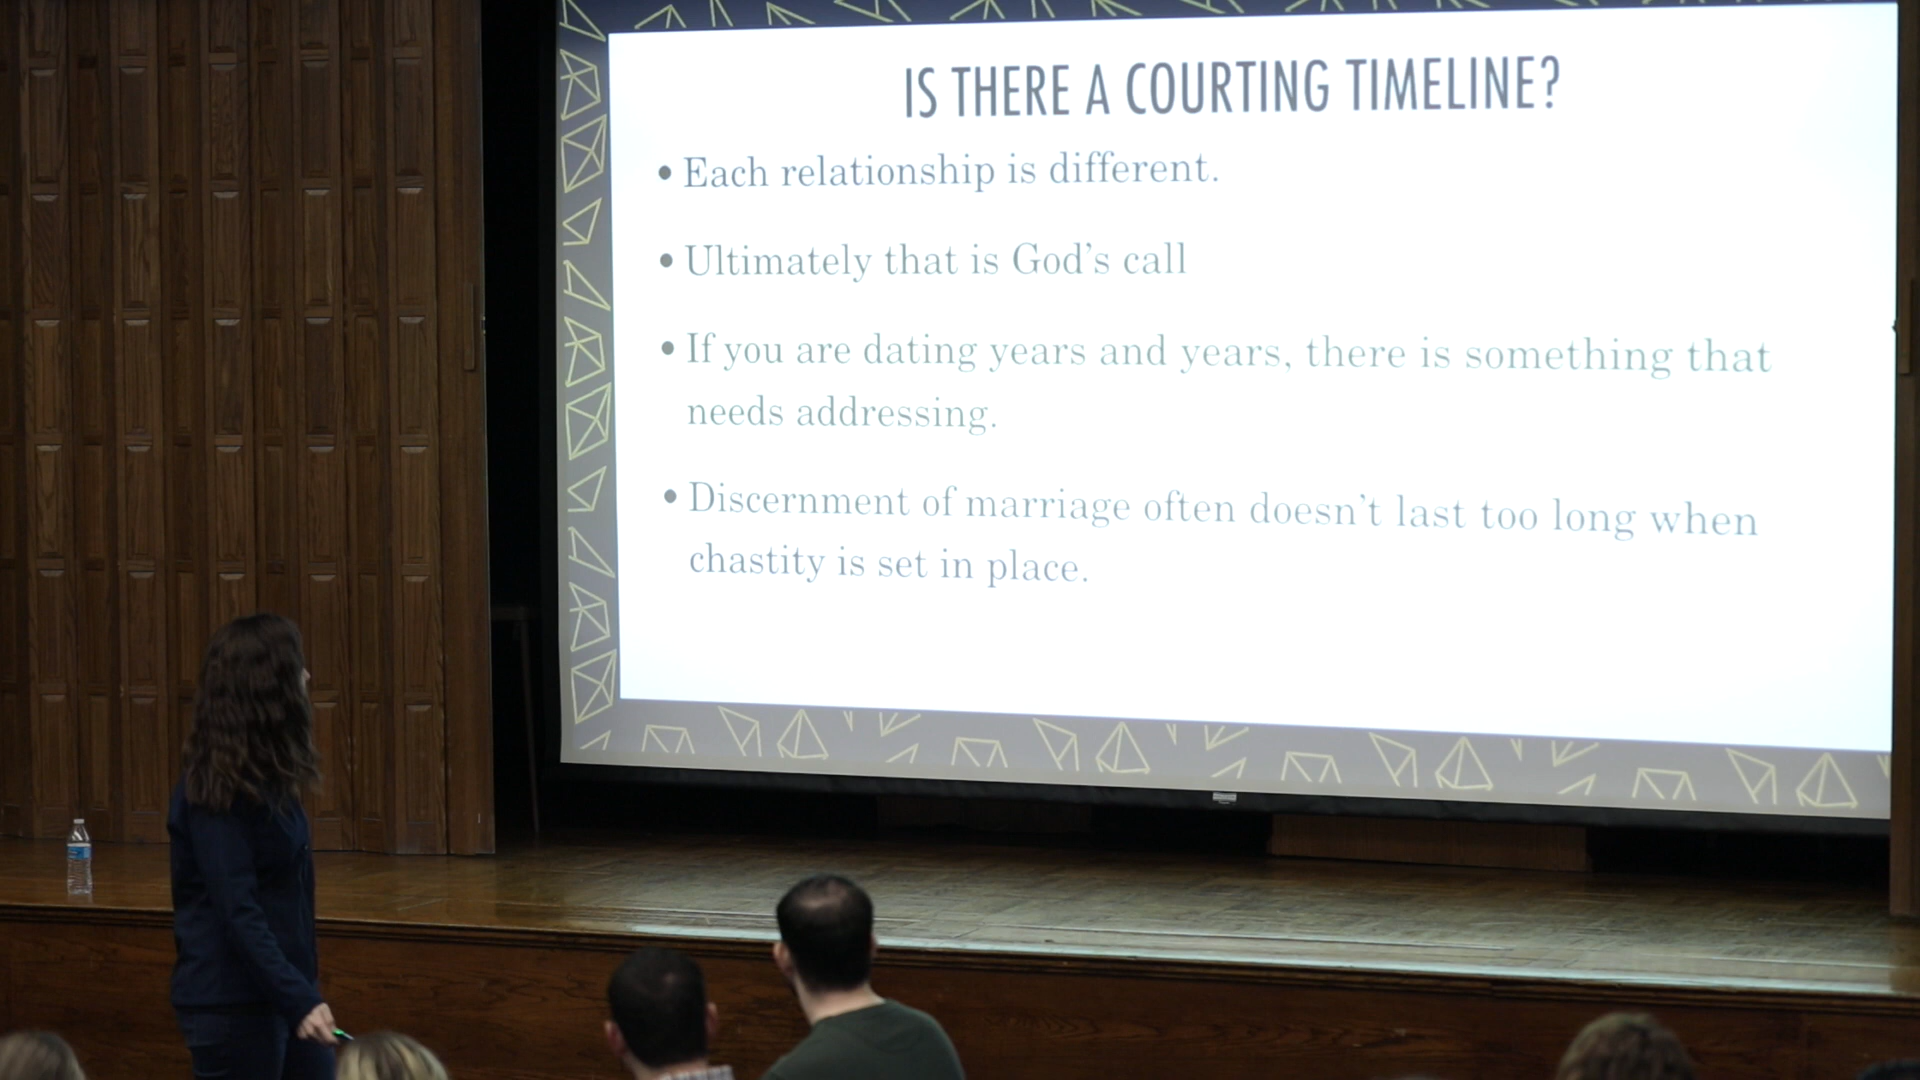 IS THERE A COURTING TIMELINE?
• Each relationship is different.
• Ultimately that is God's call
• If you are dating years and years, there is something that
needs addressing.
• Discernment of marriage often doesn't last too long when
chastity is set in place.